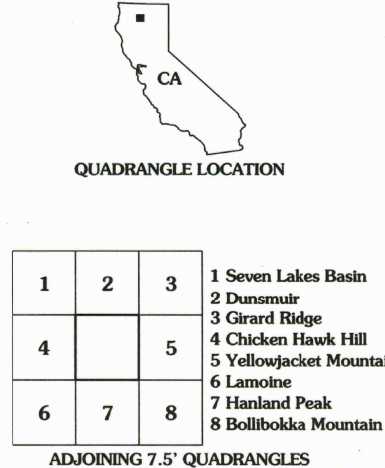 CA
QUADRANGLE LOCATION
1 2 3
4 5
6 7 8
1 Seven Lakes Basin
2 Dunsmuir
3 Girard Ridge
4 Chicken Hawk Hill
5 Yellowjacket Mountai
6 Lamoine
7 Hanland Peak
8 Bollibokka Mountain
ADJOINING 7.5' QUADRANGLES